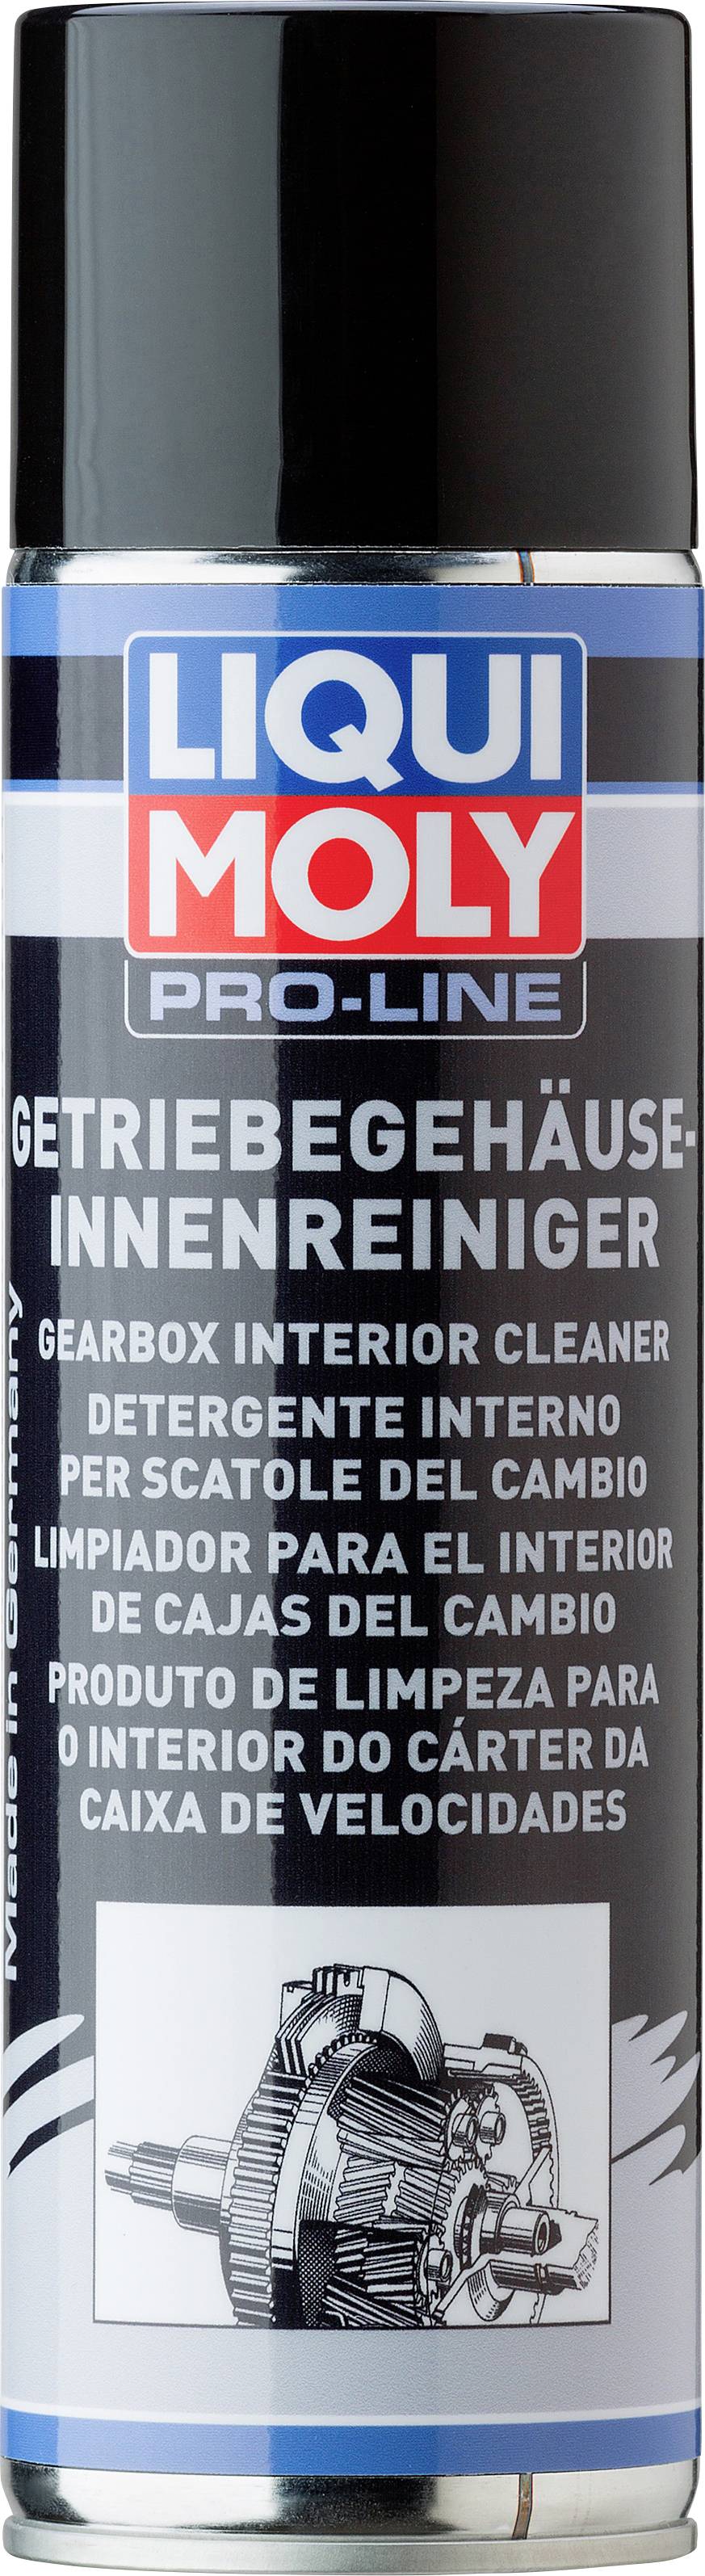 LIQUI
MOLY
PRO-LINE
GETRIEBEGEHÄUSE-
INNENREINIGER
GEARBOX INTERIOR CLEANER
DETERGENTE INTERNO
PER SCATOLE DEL CAMBIO
LIMPIADOR PARA EL INTERIOR
DE CAJAS DEL CAMBIO
PRODUTO DE LIMPEZA PARA
O INTERIOR DO CÁRTER DA
CAIXA DE VELOCIDADES
Made in Germany